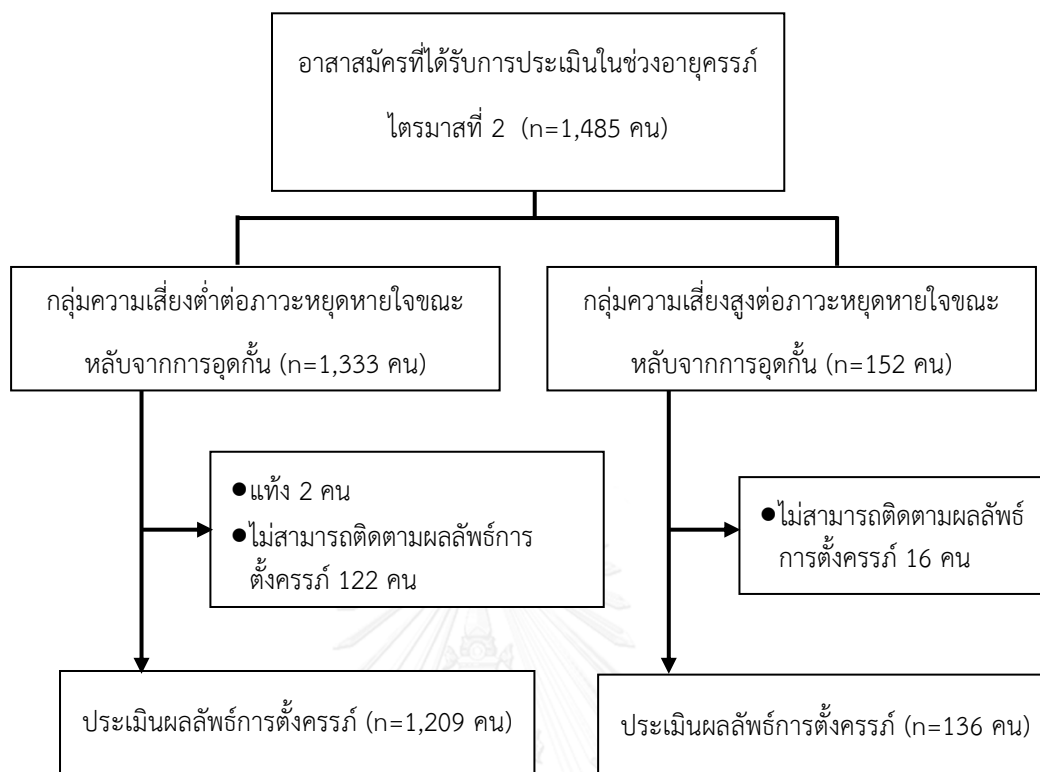 อาสาสมัครที่ได้รับการประเมินในช่วงอายุครรภ์
ไตรมาสที่ 2 (n=1,485 คน)
กลุ่มความเสี่ยงต่ำต่อภาวะหยุดหายใจขณะ
หลับจากการอุดกั้น (n=1,333 คน)
กลุ่มความเสี่ยงสูงต่อภาวะหยุดหายใจขณะ
หลับจากการอุดกั้น (n=152 คน)
●แท้ง 2 คน
●ไม่สามารถติดตามผลลัพธ์การ
ตั้งครรภ์ 122 คน
●ไม่สามารถติดตามผลลัพธ์
การตั้งครรภ์ 16 คน
ประเมินผลลัพธ์การตั้งครรภ์ (n=1,209 คน)
ประเมินผลลัพธ์การตั้งครรภ์ (n=136 คน)